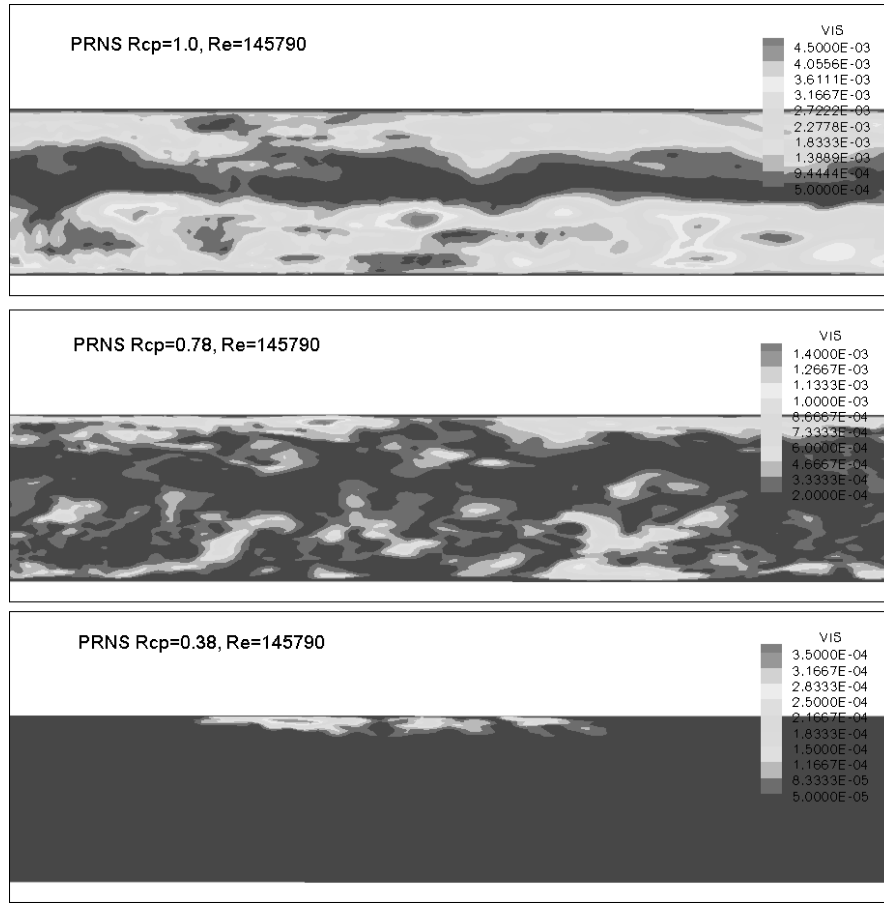 PRNS Rcp=1.0, Re=145790
VIS
4.5000E-03
4.0556E-03
3.6111E-03
3.1667E-03
2.7222E-03
2.2778E-03
1.8333E-03
1.3889E-03
9.4444E-04
5.0000E-04
PRNS Rcp=0.78, Re=145790
VIS
1.4000E-03
1.2667E-03
1.1333E-03
1.0000E-03
8.6667E-04
7.3333E-04
6.0000E-04
4.6667E-04
3.3333E-04
2.0000E-04
PRNS Rcp=0.38, Re=145790
VIS
3.5000E-04
3.1667E-04
2.8333E-04
2.5000E-04
2.1667E-04
1.8333E-04
1.5000E-04
1.1667E-04
8.3333E-05
5.0000E-05